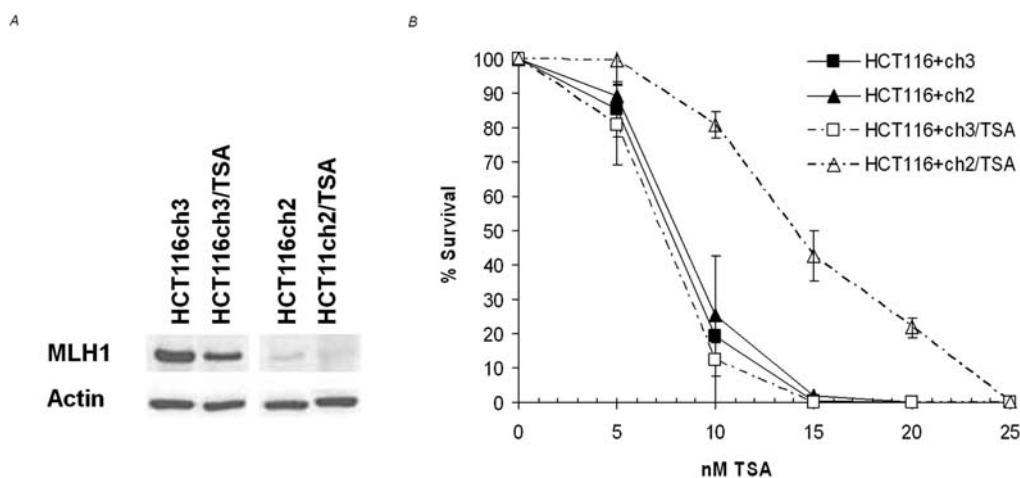 A
HCT116ch3
HCT116ch3/TSA
HCT116ch2
HCT11ch2/TSA
MLH1
Actin
B
100
90
80
70
60
50
40
30
20
10
0
% Survival
0 5 10 15 20 25
nM TSA
HCT116+ch3
HCT116+ch2
HCT116+ch3/TSA
HCT116+ch2/TSA